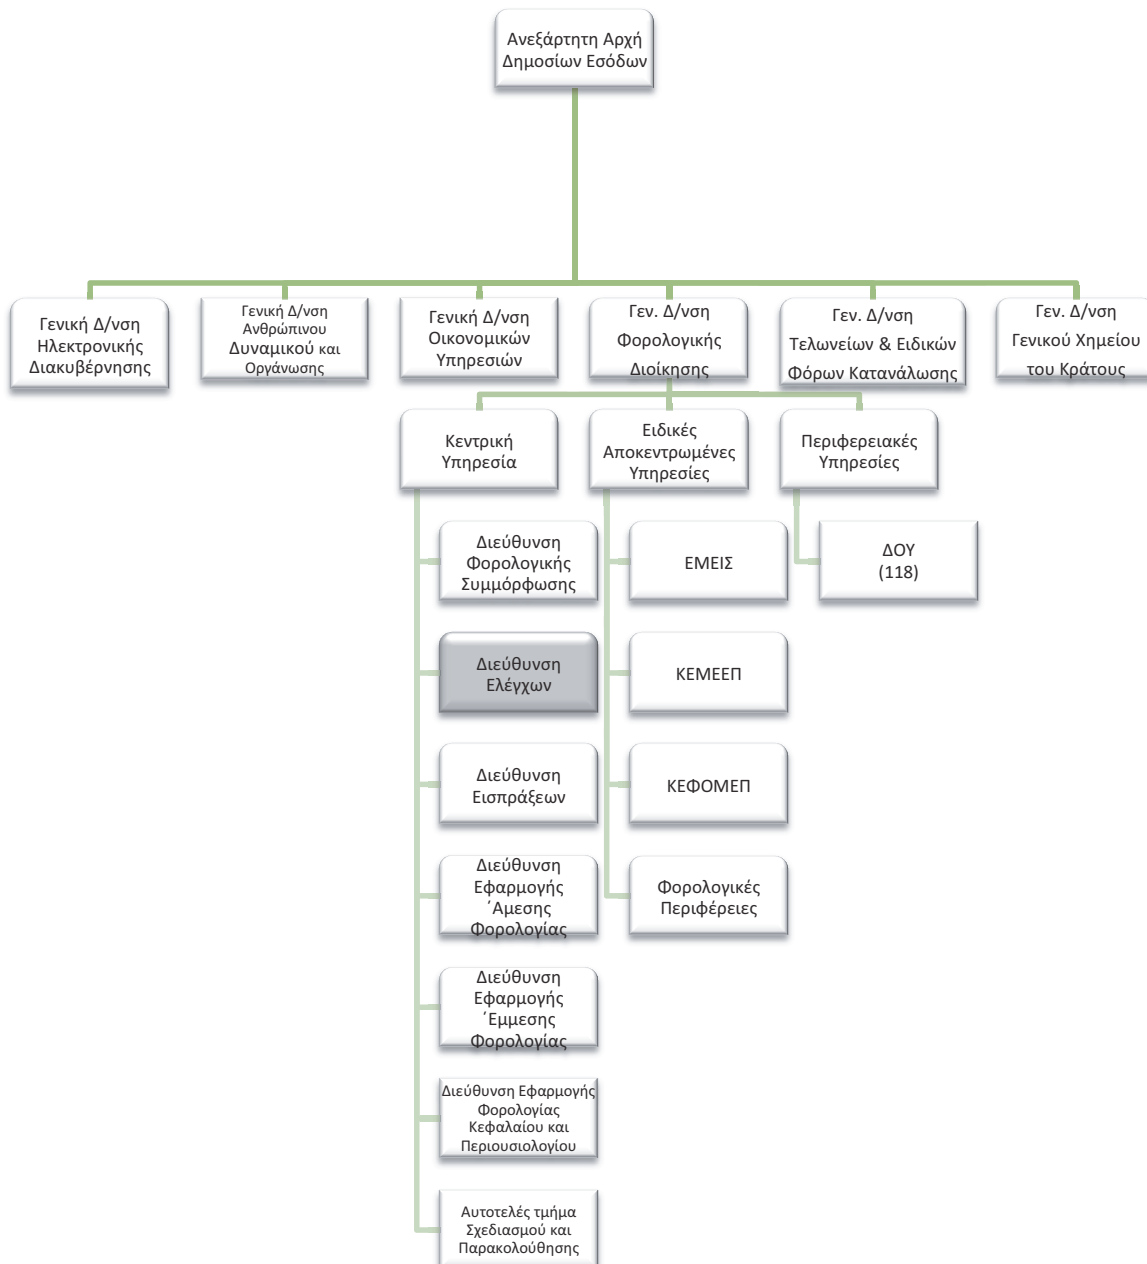 Ανεξάρτητη Αρχή
Δημοσίων Εσόδων
Γενική Δ/νση
Ηλεκτρονικής
Διακυβέρνησης
Γενική Δ/νση
Ανθρώπινου
Δυναμικού και
Οργάνωσης
Γενική Δ/νση
Οικονομικών
Υπηρεσιών
Γεν. Δ/νση
Φορολογικής
Διοίκησης
Γεν. Δ/νση
Τελωνείων & Ειδικών
Φόρων Κατανάλωσης
Γεν. Δ/νση
Γενικού Χημείου
του Κράτους
Κεντρική
Υπηρεσία
Ειδικές
Αποκεντρωμένες
Υπηρεσίες
Περιφερειακές
Υπηρεσίες
Διεύθυνση
Φορολογικής
Συμμόρφωσης
ΕΜΕΙΣ
ΔΟΥ
(118)
Διεύθυνση
Ελέγχων
ΚΕΜΕΕΠ
Διεύθυνση
Εισπράξεων
ΚΕΦΟΜΕΠ
Διεύθυνση
Εφαρμογής
΄Αμεσης
Φορολογίας
Φορολογικές
Περιφέρειες
Διεύθυνση
Εφαρμογής
΄Εμμεσης
Φορολογίας
Διεύθυνση Εφαρμογής
Φορολογίας
Κεφαλαίου και
Περιουσιολογίου
Αυτοτελές τμήμα
Σχεδιασμού και
Παρακολούθησης